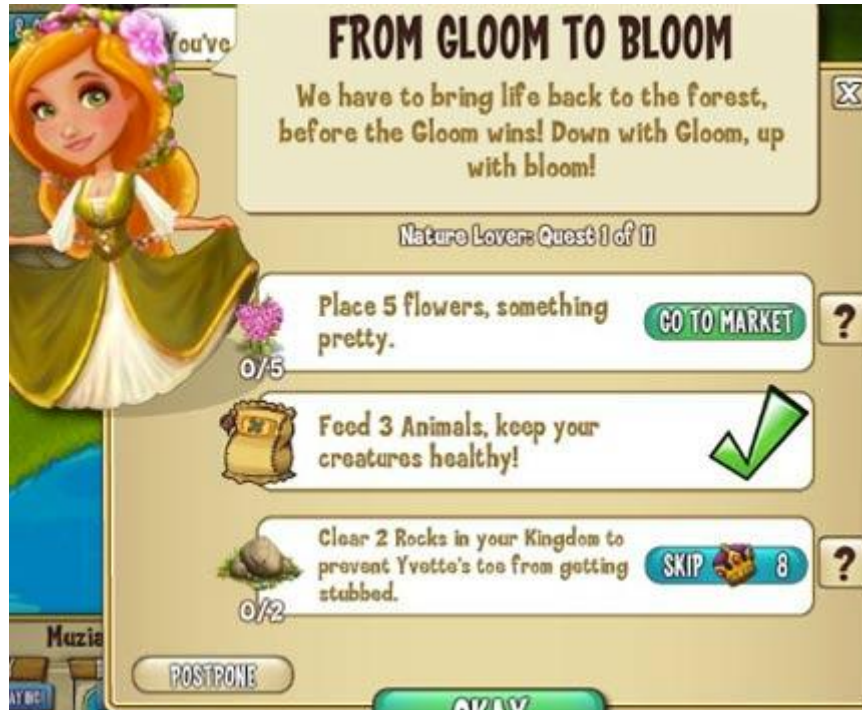 You've
FROM GLOOM TO BLOOM
We have to bring life back to the forest,
before the Gloom wins! Down with Gloom, up
with bloom!
X
Nature Lover: Quest 1 of 11
Place 5 flowers, something
pretty.
GO TO MARKET
?
0/5
Feed 3 Animals, keep your
creatures healthy!
Clear 2 Rocks in your Kingdom to
prevent Yvette's toe from getting
stubbed.
SKIP 8
?
0/2
Muzia
POSTPONE
OKAY